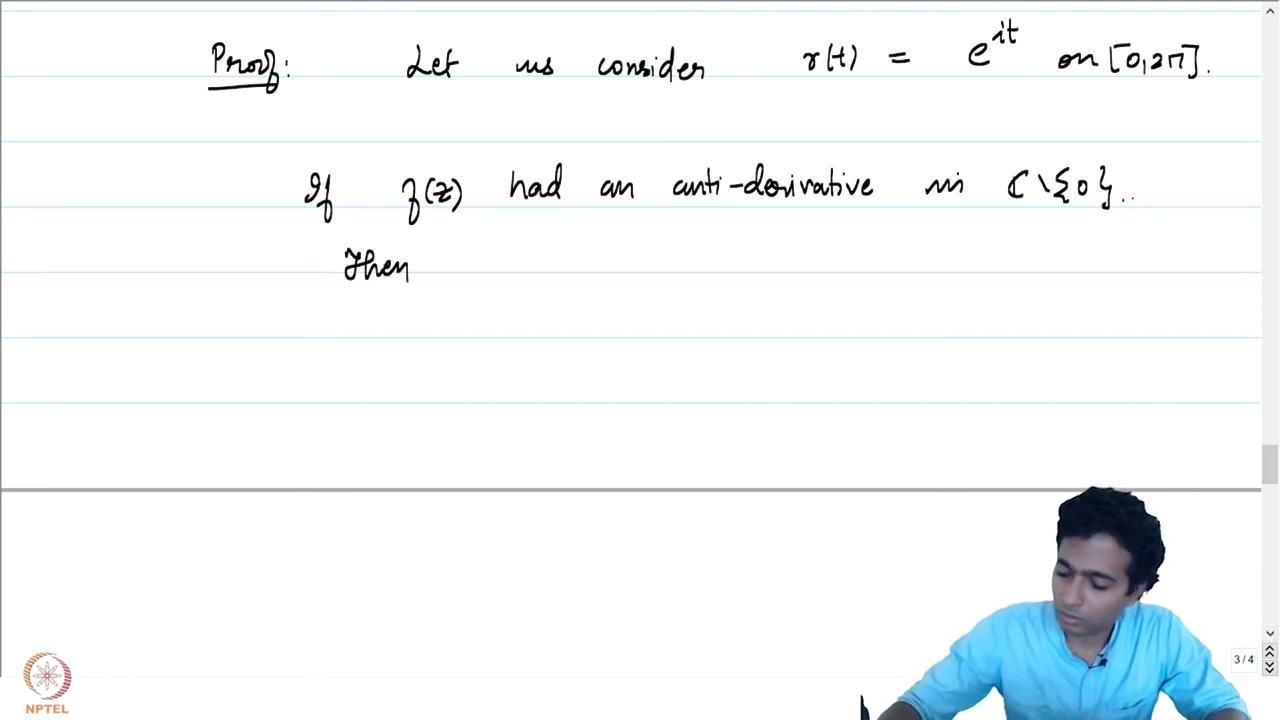 Proof: Let us consider γ(t) = e^{it} on [0,2π].
If f(z) had an anti-derivative in ℂ\{0}..
Then
3 / 4
NPTEL